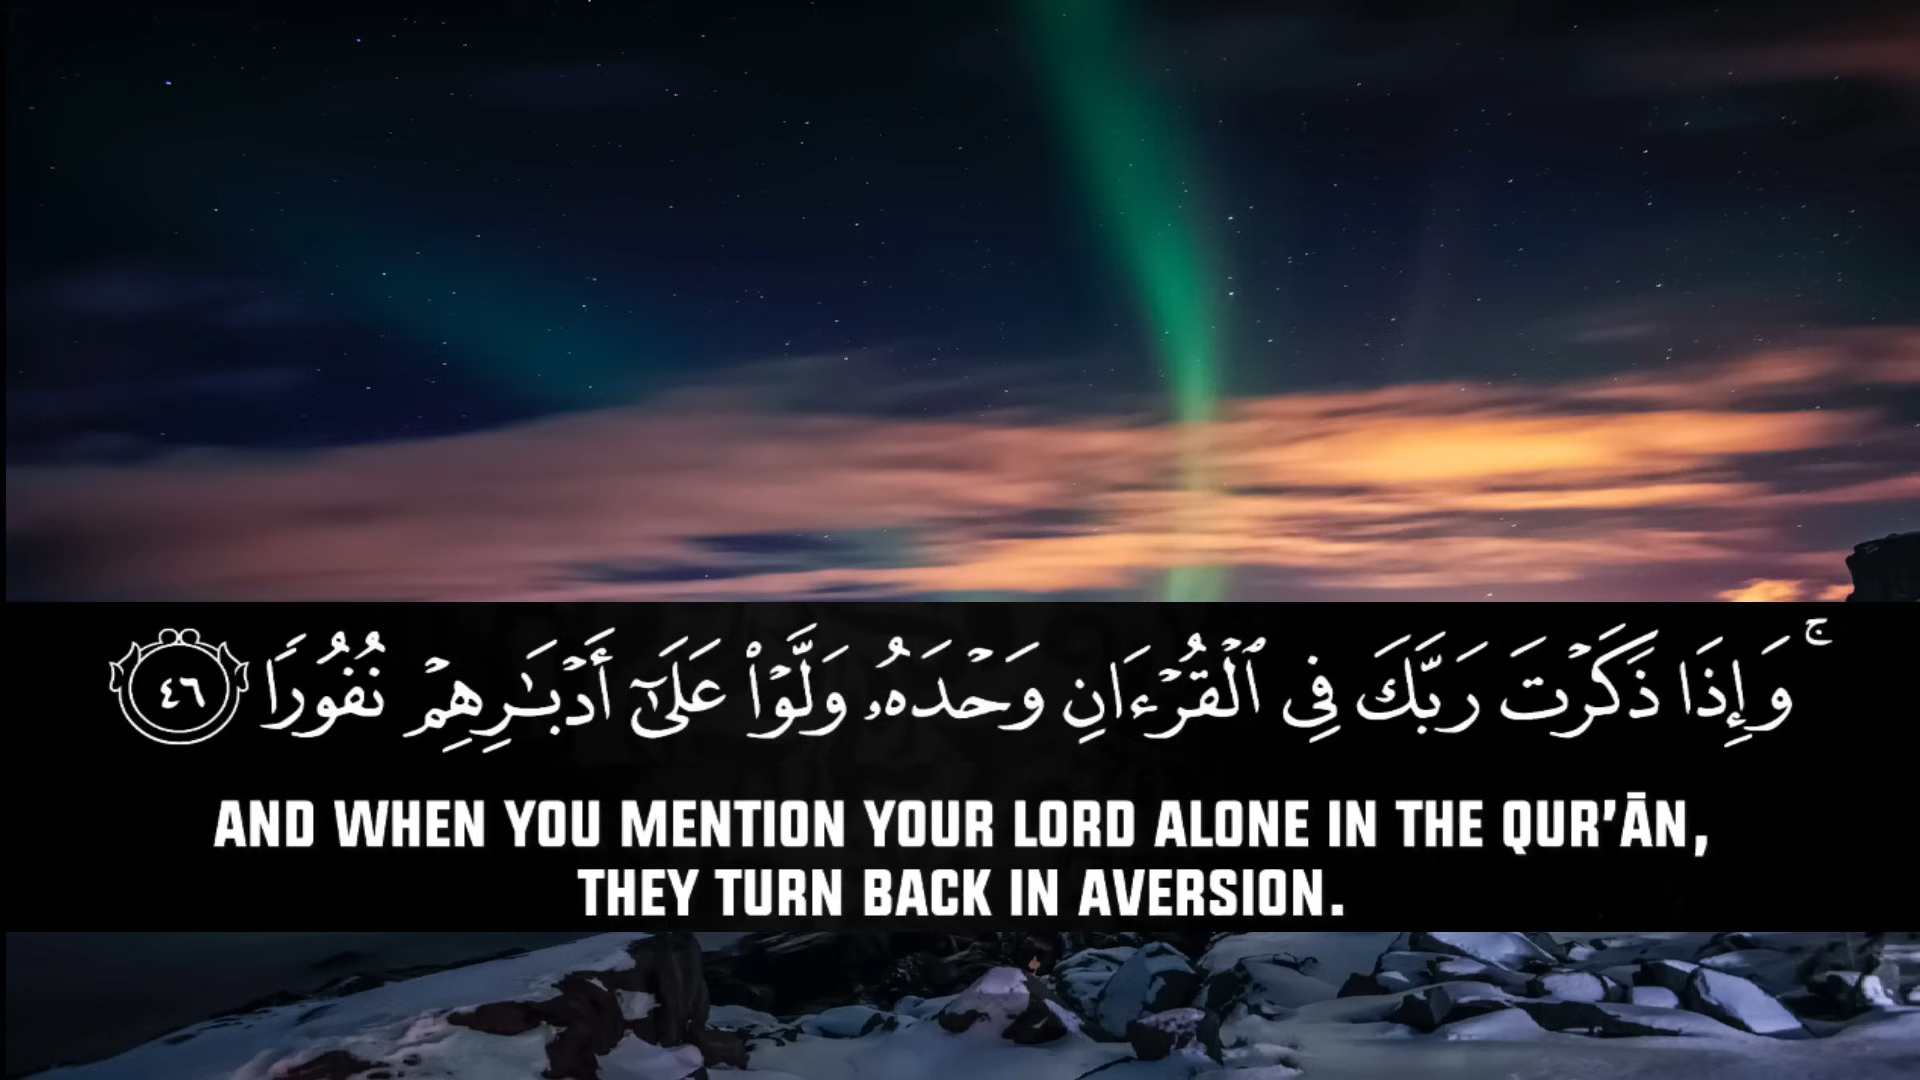 ۚ وَإِذَا ذَكَرْتَ رَبَّكَ فِى ٱلْقُرْءَانِ وَحْدَهُۥ وَلَّوْا۟ عَلَىٰٓ أَدْبَـٰرِهِمْ نُفُورًا ٤٦
AND WHEN YOU MENTION YOUR LORD ALONE IN THE QUR'ĀN,
THEY TURN BACK IN AVERSION.